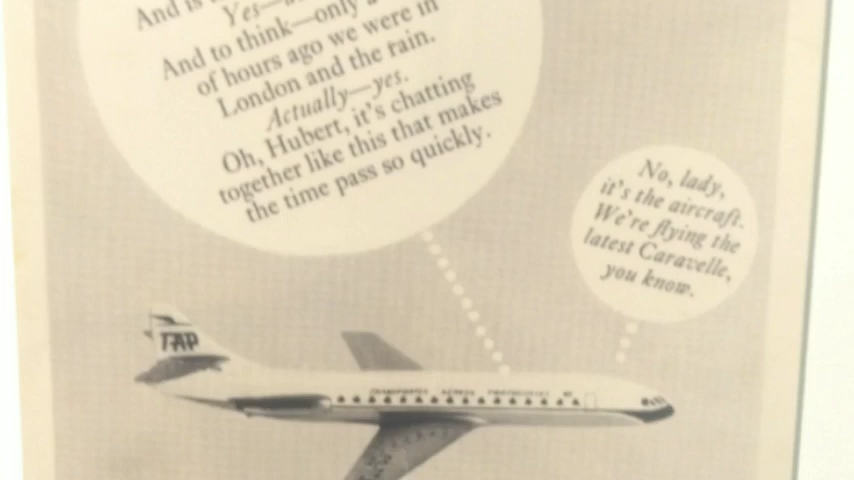 And is
Yes—
And to think—only a
of hours ago we were in
London and the rain.
Actually—yes.
Oh, Hubert, it's chatting
together like this that makes
the time pass so quickly.
No, lady,
it's the aircraft.
We're flying the
latest Caravelle,
you know.
TAP
TRANSPORTES AEREOS PORTUGUESES